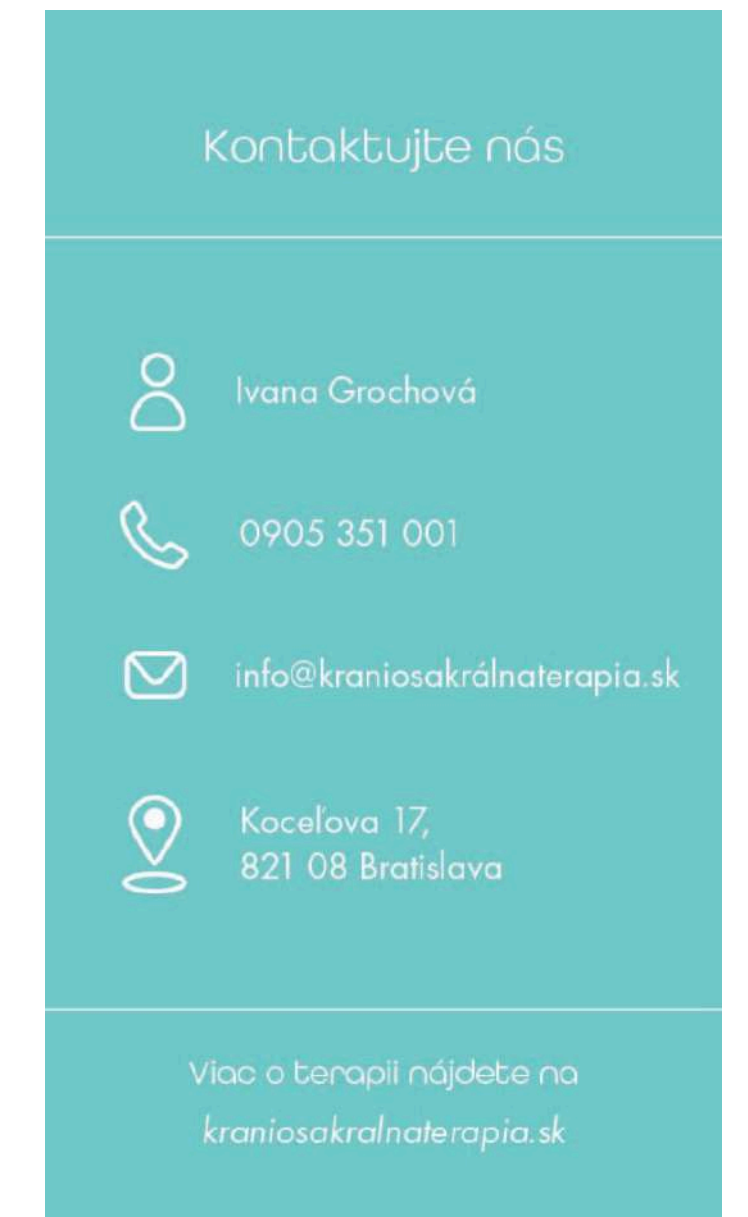 Kontaktujte nás
Ivana Grochová
0905 351 001
info@kraniosakrálnaterapia.sk
Koceľova 17,
821 08 Bratislava
Viac o terapii nájdete na
kraniosakralnaterapia.sk